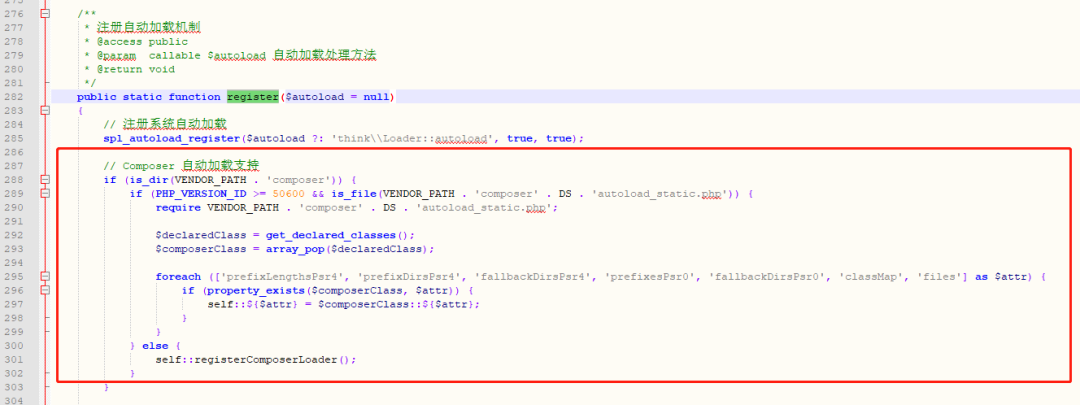 275
276 /**
277 * 注册自动加载机制
278 * @access public
279 * @param  callable $autoload 自动加载处理方法
280 * @return void
281 */
282 public static function register($autoload = null)
283 {
284 // 注册系统自动加载
285 spl_autoload_register($autoload ?: 'think\\Loader::autoload', true, true);
286
287 // Composer 自动加载支持
288 if (is_dir(VENDOR_PATH . 'composer')) {
289 if (PHP_VERSION_ID >= 50600 && is_file(VENDOR_PATH . 'composer' . DS . 'autoload_static.php')) {
290 require VENDOR_PATH . 'composer' . DS . 'autoload_static.php';
291
292 $declaredClass = get_declared_classes();
293 $composerClass = array_pop($declaredClass);
294
295 foreach (['prefixLengthsPsr4', 'prefixDirsPsr4', 'fallbackDirsPsr4', 'prefixesPsr0', 'fallbackDirsPsr0', 'classMap', 'files'] as $attr) {
296 if (property_exists($composerClass, $attr)) {
297 self::${$attr} = $composerClass::${$attr};
298 }
299 }
300 } else {
301 self::registerComposerLoader();
302 }
303 }
304